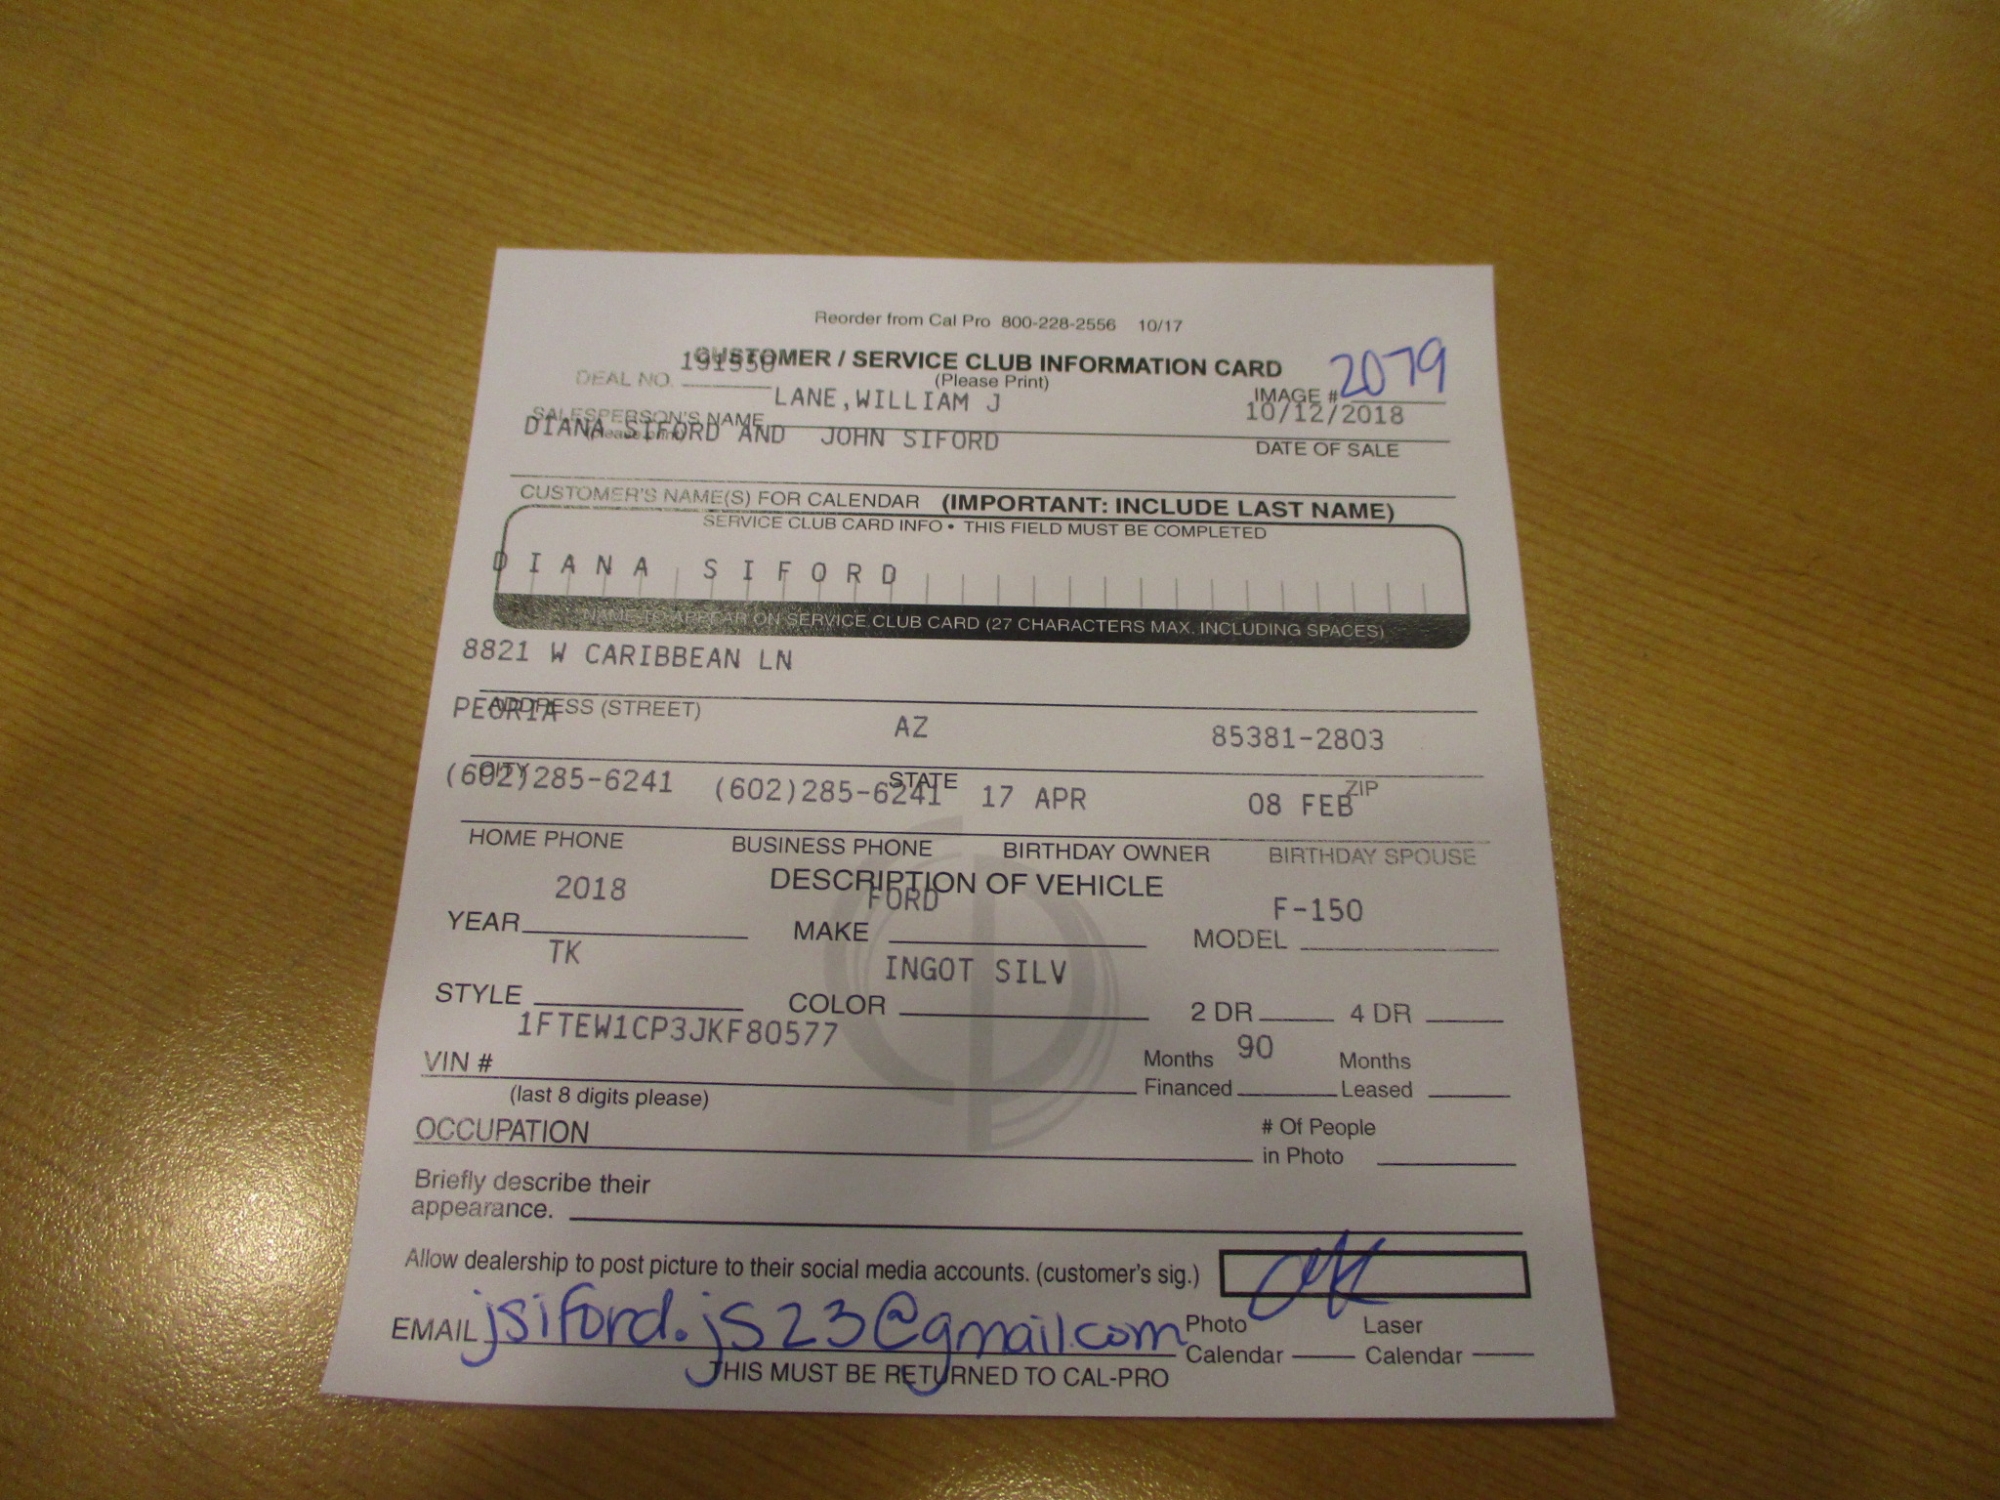 Reorder from Cal Pro 800-228-2556 10/17
CUSTOMER / SERVICE CLUB INFORMATION CARD
(Please Print)
DEAL NO. 191550
IMAGE # 2079
LANE,WILLIAM J 10/12/2018
SALESPERSON'S NAME
(please print)
DATE OF SALE
DIANA SIFORD AND JOHN SIFORD
CUSTOMER'S NAME(S) FOR CALENDAR (IMPORTANT: INCLUDE LAST NAME)
SERVICE CLUB CARD INFO • THIS FIELD MUST BE COMPLETED
DIANA SIFORD
NAME TO APPEAR ON SERVICE CLUB CARD (27 CHARACTERS MAX. INCLUDING SPACES)
8821 W CARIBBEAN LN
ADDRESS (STREET)
PEORIA AZ 85381-2803
CITY STATE ZIP
(602)285-6241 (602)285-6241 17 APR 08 FEB
HOME PHONE BUSINESS PHONE BIRTHDAY OWNER BIRTHDAY SPOUSE
DESCRIPTION OF VEHICLE
2018 FORD F-150
YEAR MAKE MODEL
TK INGOT SILV
STYLE COLOR 2 DR 4 DR
1FTEW1CP3JKF80577
VIN # Months Financed 90 Months Leased
(last 8 digits please)
OCCUPATION # Of People in Photo
Briefly describe their
appearance.
Allow dealership to post picture to their social media accounts. (customer's sig.)
EMAIL jsiford.js23@gmail.com Photo Calendar Laser Calendar
THIS MUST BE RETURNED TO CAL-PRO